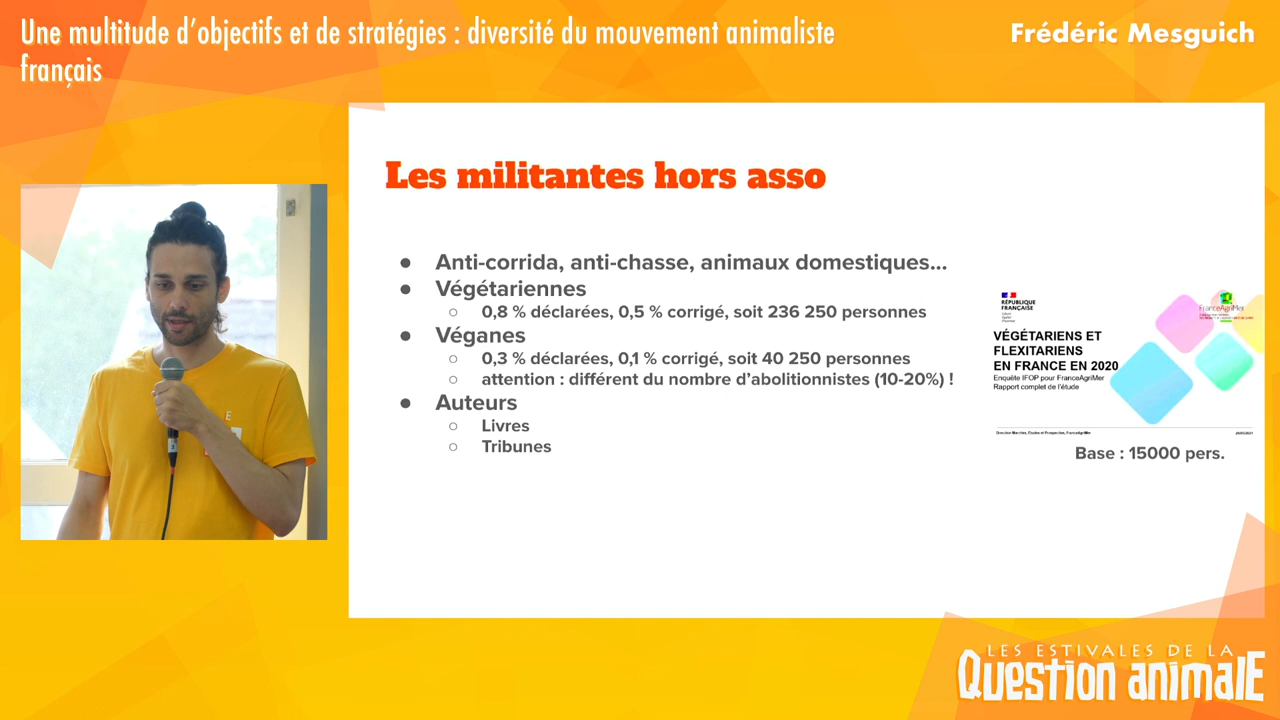 Une multitude d'objectifs et de stratégies : diversité du mouvement animaliste
français
Frédéric Mesguich
Les militantes hors asso
● Anti-corrida, anti-chasse, animaux domestiques...
● Végétariennes
○ 0,8 % déclarées, 0,5 % corrigé, soit 236 250 personnes
● Véganes
○ 0,3 % déclarées, 0,1 % corrigé, soit 40 250 personnes
○ attention : différent du nombre d'abolitionnistes (10-20%) !
● Auteurs
○ Livres
○ Tribunes
RÉPUBLIQUE
FRANÇAISE
FranceAgriMer
VÉGÉTARIENS ET
FLEXITARIENS
EN FRANCE EN 2020
Enquête IFOP pour FranceAgriMer
Rapport complet de l'étude
Base : 15000 pers.
E
LES ESTIVALES DE LA
QUESTION ANIMALE